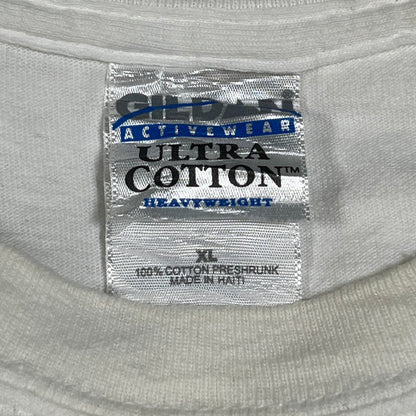 GILDAN
ACTIVEWEAR
ULTRA
COTTON™
HEAVYWEIGHT
XL
100% COTTON PRESHRUNK
MADE IN HAITI